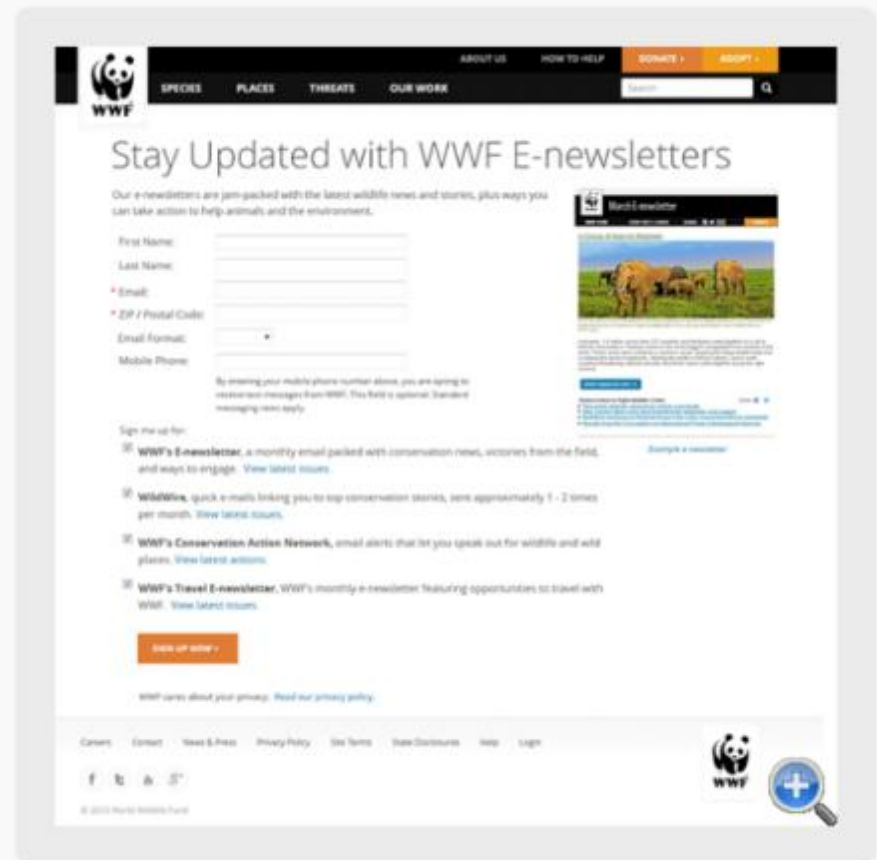 ABOUT US HOW TO HELP DONATE › ADOPT ›
WWF
SPECIES PLACES THREATS OUR WORK Search
Stay Updated with WWF E-newsletters
Our e-newsletters are jam-packed with the latest wildlife news and stories, plus ways you
can take action to help animals and the environment.
First Name:
Last Name:
* Email:
* ZIP / Postal Code:
Email Format:
Mobile Phone:
By entering your mobile phone number above, you are opting to
receive text messages from WWF. This field is optional. Standard
messaging rates apply.
March E-newsletter
Example e-newsletter
Sign me up for:
WWF's E-newsletter, a monthly email packed with conservation news, victories from the field,
and ways to engage. View latest issues.
WildWire, quick e-mails linking you to top conservation stories, sent approximately 1 - 2 times
per month. View latest issues.
WWF's Conservation Action Network, email alerts that let you speak out for wildlife and wild
places. View latest actions.
WWF's Travel E-newsletter, WWF's monthly e-newsletter featuring opportunities to travel with
WWF. View latest issues.
SIGN UP NOW ›
WWF cares about your privacy. Read our privacy policy.
Careers Contact News & Press Privacy Policy Site Terms State Disclosures Help Login
WWF
World Wildlife Fund